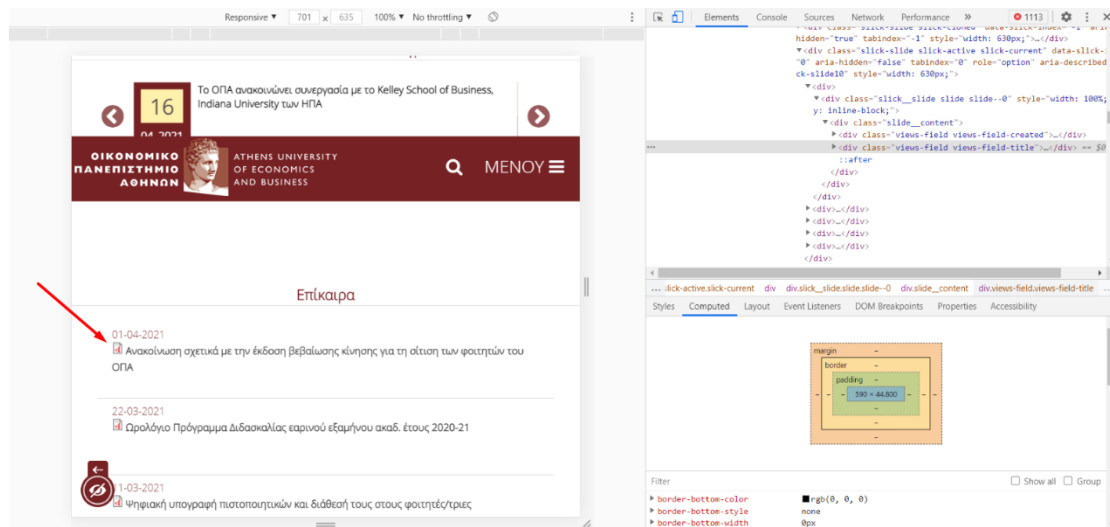 Responsive ▼ 701 x 635 100% ▼ No throttling ▼
Elements Console Sources Network Performance » 1113
hidden="true" tabindex="-1" style="width: 630px;">…</div>
▼<div class="slick-slide slick-active slick-current" data-slick-
"0" aria-hidden="false" tabindex="0" role="option" aria-described
ck-slide10" style="width: 630px;">
▼<div>
▼<div class="slick__slide slide slide--0" style="width: 100%;
y: inline-block;">
▼<div class="slide__content">
▶<div class="views-field views-field-created">…</div>
… ▶<div class="views-field views-field-title">…</div> == $0
::after
</div>
</div>
</div>
▶<div>…</div>
▶<div>…</div>
▶<div>…</div>
▶<div>…</div>
</div>
16
04-2021
Το ΟΠΑ ανακοινώνει συνεργασία με το Kelley School of Business,
Indiana University των ΗΠΑ
ΟΙΚΟΝΟΜΙΚΟ
ΠΑΝΕΠΙΣΤΗΜΙΟ
ΑΘΗΝΩΝ
ATHENS UNIVERSITY
OF ECONOMICS
AND BUSINESS
ΜΕΝΟΥ
Επίκαιρα
01-04-2021
Ανακοίνωση σχετικά με την έκδοση βεβαίωσης κίνησης για τη σίτιση των φοιτητών του
ΟΠΑ
22-03-2021
Ωρολόγιο Πρόγραμμα Διδασκαλίας εαρινού εξαμήνου ακαδ. έτους 2020-21
11-03-2021
Ψηφιακή υπογραφή πιστοποιητικών και διάθεσή τους στους φοιτητές/τριες
… slick-active.slick-current div div.slick__slide.slide.slide--0 div.slide__content div.views-field.views-field-title …
Styles Computed Layout Event Listeners DOM Breakpoints Properties Accessibility
margin –
border –
padding –
– – – 590 × 44.800 – – –
–
–
–
Filter Show all Group
▶ border-bottom-color rgb(0, 0, 0)
▶ border-bottom-style none
▶ border-bottom-width 0px